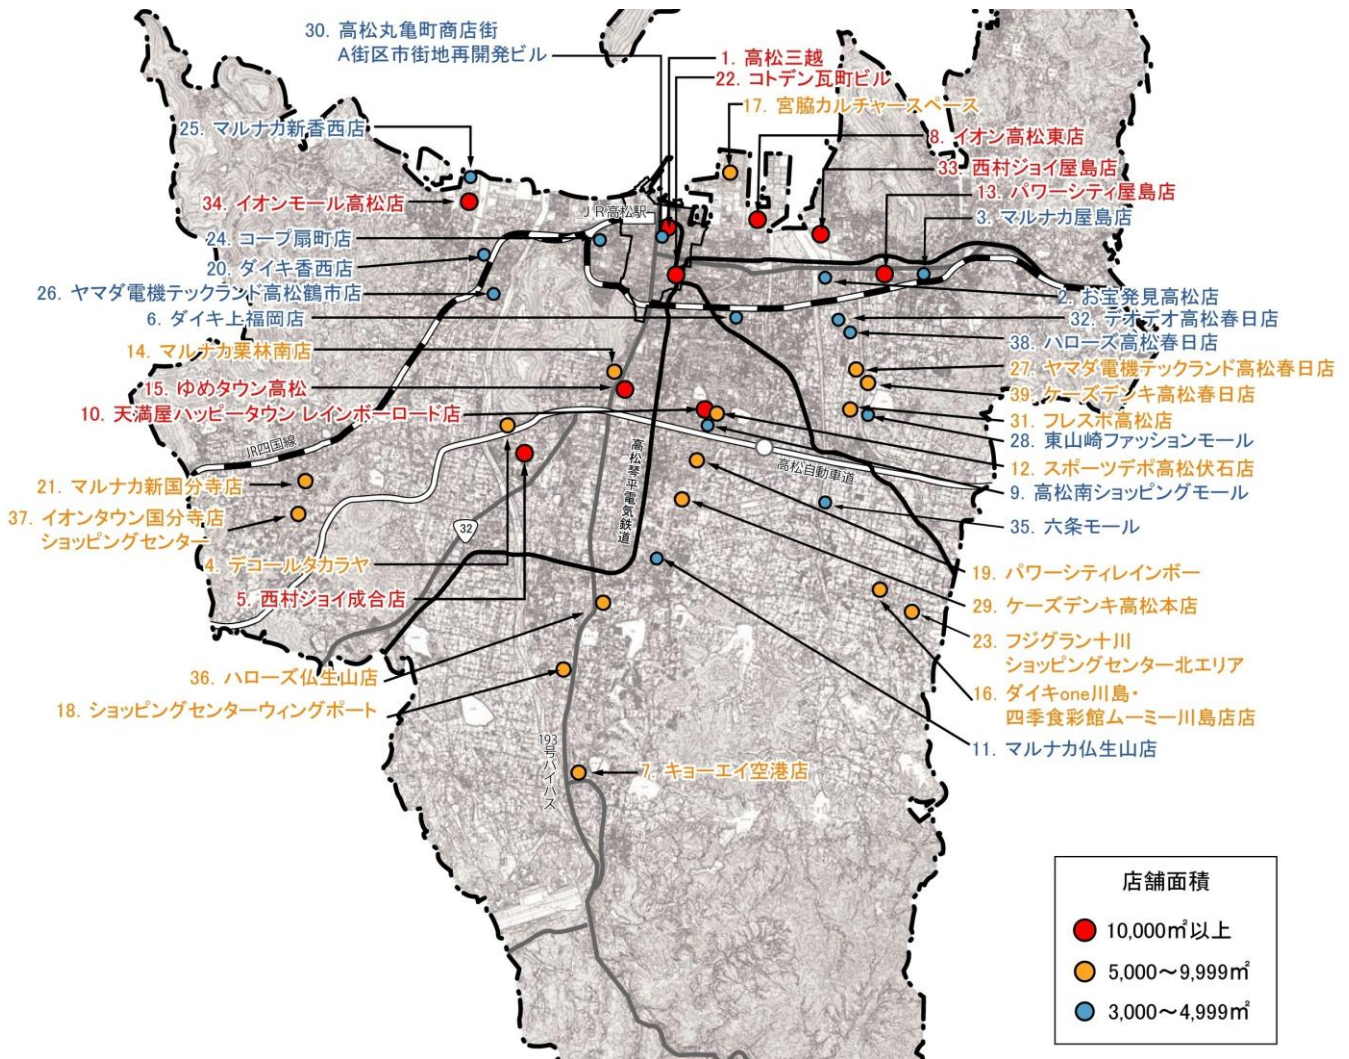 30. 高松丸亀町商店街
A街区市街地再開発ビル
1. 高松三越
22. コトデン瓦町ビル
17. 宮脇カルチャースペース
25. マルナカ新香西店
8. イオン高松東店
33. 西村ジョイ屋島店
13. パワーシティ屋島店
34. イオンモール高松店
JR高松駅
3. マルナカ屋島店
24. コープ扇町店
20. ダイキ香西店
26. ヤマダ電機テックランド高松鶴市店
2. お宝発見高松店
6. ダイキ上福岡店
32. デオデオ高松春日店
38. ハローズ高松春日店
14. マルナカ栗林南店
27. ヤマダ電機テックランド高松春日店
15. ゆめタウン高松
39. ケーズデンキ高松春日店
10. 天満屋ハッピータウン レインボーロード店
31. フレスポ高松店
28. 東山崎ファッションモール
JR四国線
高松琴平電気鉄道
高松自動車道
12. スポーツデポ高松伏石店
21. マルナカ新国分寺店
9. 高松南ショッピングモール
37. イオンタウン国分寺店
ショッピングセンター
32
35. 六条モール
4. デコールタカラヤ
19. パワーシティレインボー
5. 西村ジョイ成合店
29. ケーズデンキ高松本店
23. フジグラン十川
ショッピングセンター北エリア
36. ハローズ仏生山店
16. ダイキone川島・
四季食彩館ムーミー川島店店
18. ショッピングセンターウィングポート
11. マルナカ仏生山店
193号バイパス
7. キョーエイ空港店
店舗面積
10,000㎡以上
5,000～9,999㎡
3,000～4,999㎡